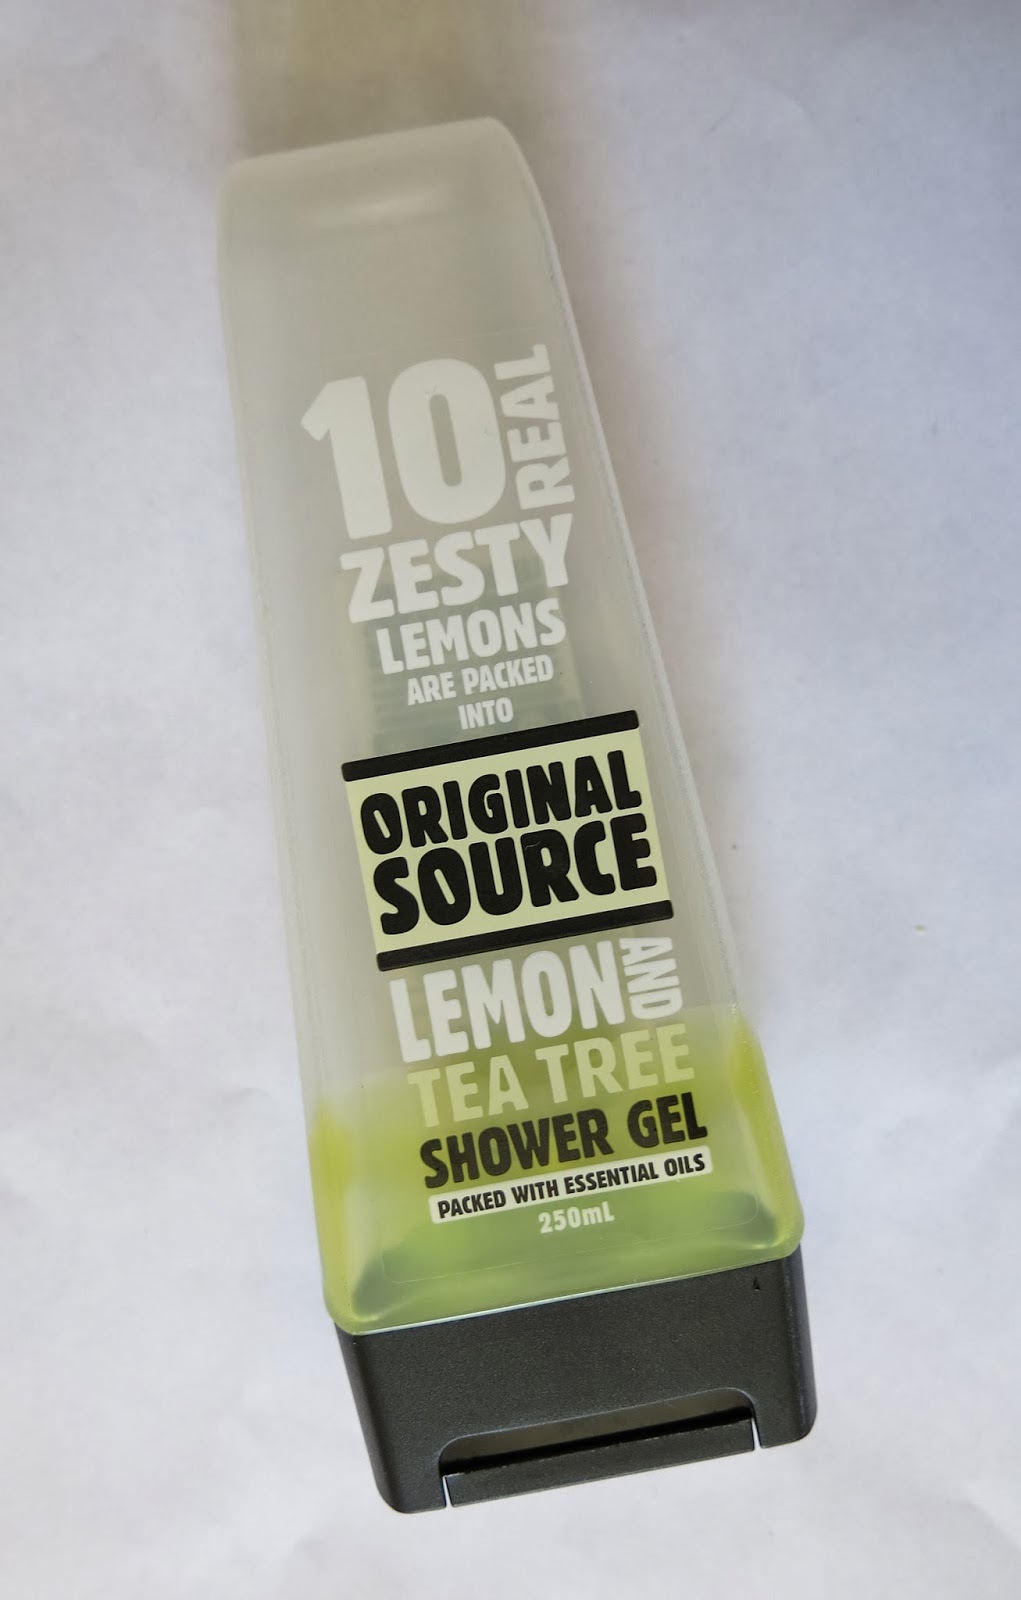 10 REAL
ZESTY
LEMONS
ARE PACKED
INTO
ORIGINAL
SOURCE
LEMON AND
TEA TREE
SHOWER GEL
PACKED WITH ESSENTIAL OILS
250mL